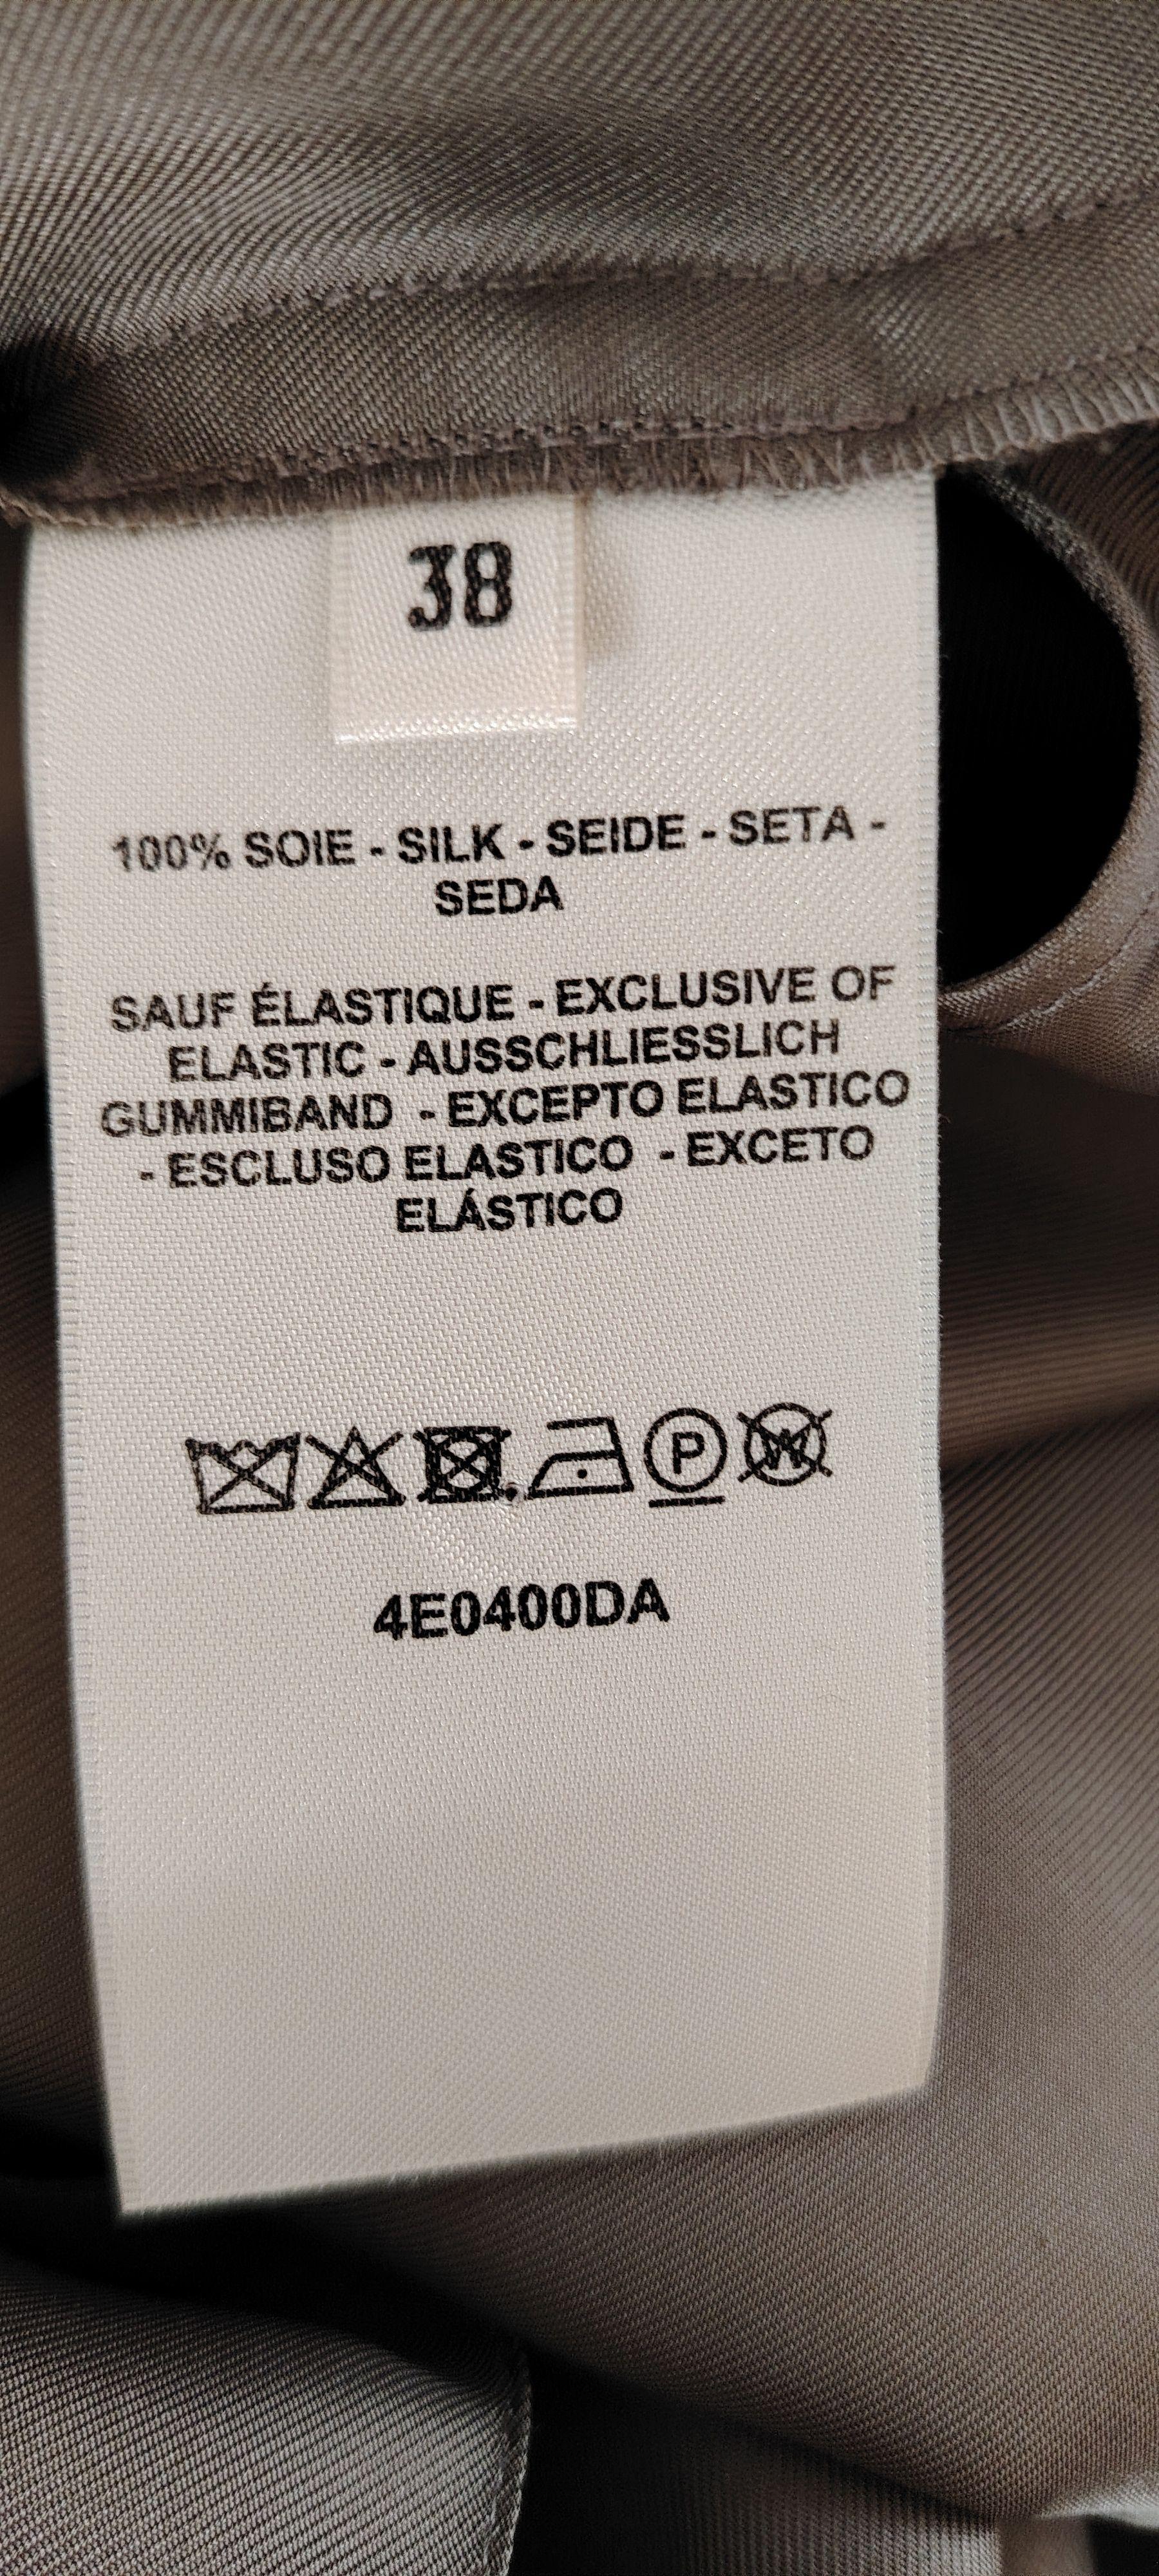 38
100% SOIE - SILK - SEIDE - SETA -
SEDA
SAUF ÉLASTIQUE - EXCLUSIVE OF
ELASTIC - AUSSCHLIESSLICH
GUMMIBAND - EXCEPTO ELASTICO
- ESCLUSO ELASTICO - EXCETO
ELÁSTICO
P W
4E0400DA